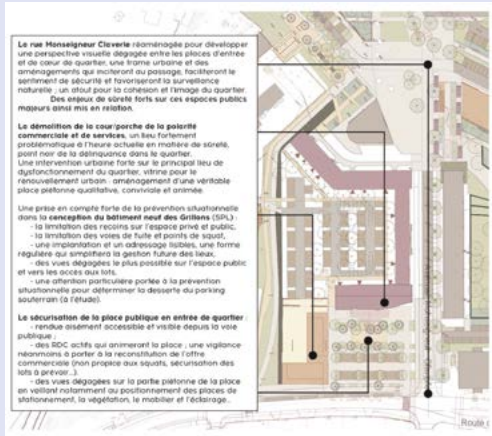 La rue Monseigneur Claverie réaménagée pour développer
une perspective visuelle dégagée entre les places d'entrée
et de cœur de quartier, une trame urbaine et des
aménagements qui inciteront au passage, faciliteront le
sentiment de sécurité et favorisera la surveillance
naturelle ; un atout pour la cohésion et l'image du quartier.
Des enjeux de sûreté forts sur ces espaces publics
majeurs ainsi mis en relation.
La démolition de la cour/porche de la polarité
commerciale et de services, un lieu fortement
problématique à l'heure actuelle en matière de sûreté,
point noir de la délinquance dans le quartier.
Une intervention urbaine forte sur le principal lieu de
dysfonctionnement du quartier, vitrine pour le
renouvellement urbain : aménagement d'une véritable
place piétonne qualitative, conviviale et animée.
Une prise en compte forte de la prévention situationnelle
dans la conception du bâtiment neuf des Grillons (SPL) :
- la limitation des recoins sur l'espace privé et public,
- la limitation des voies de fuite et points de squat,
- une implantation et un adressage lisibles, une forme
régulière qui simplifiera la gestion future des lieux,
- des vues dégagées le plus possible sur l'espace public
et vers les accès aux lots,
- une attention particulière portée à la prévention
situationnelle pour déterminer la desserte du parking
souterrain (à l'étude).
La sécurisation de la place publique en entrée de quartier :
- rendue aisément accessible et visible depuis la voie
publique ;
- des RDC actifs qui animeront la place ; une vigilance
néanmoins à porter à la reconstitution de l'offre
commerciale (non propice aux squats, sécurisation des
lots à prévoir...).
- des vues dégagées sur la partie piétonne de la place
en veillant notamment au positionnement des places de
stationnement, la végétation, le mobilier et l'éclairage...
Route d